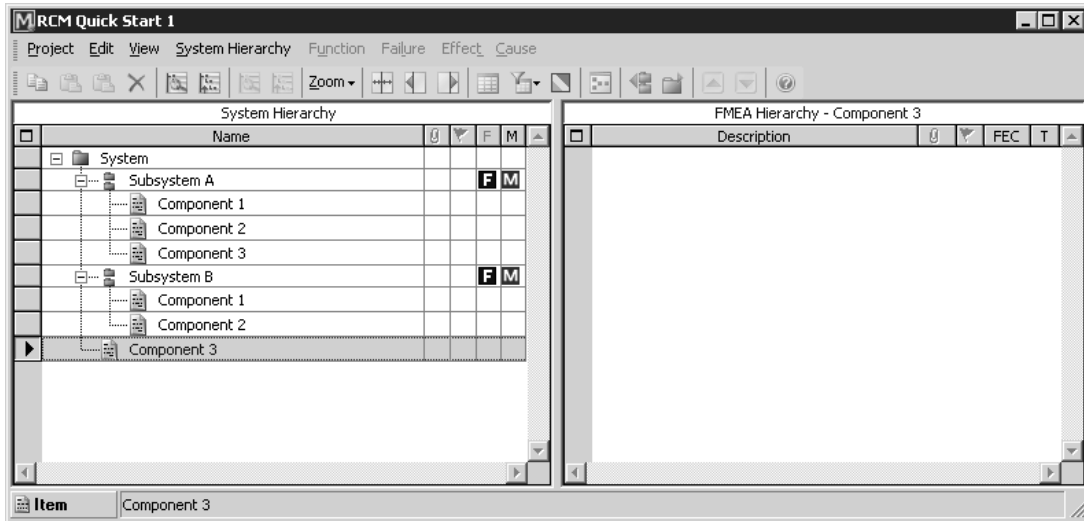 M RCM Quick Start 1
Project Edit View System Hierarchy Function Failure Effect Cause
Zoom
System Hierarchy
Name F M
System
Subsystem A F M
Component 1
Component 2
Component 3
Subsystem B F M
Component 1
Component 2
Component 3
FMEA Hierarchy - Component 3
Description FEC T
Item Component 3